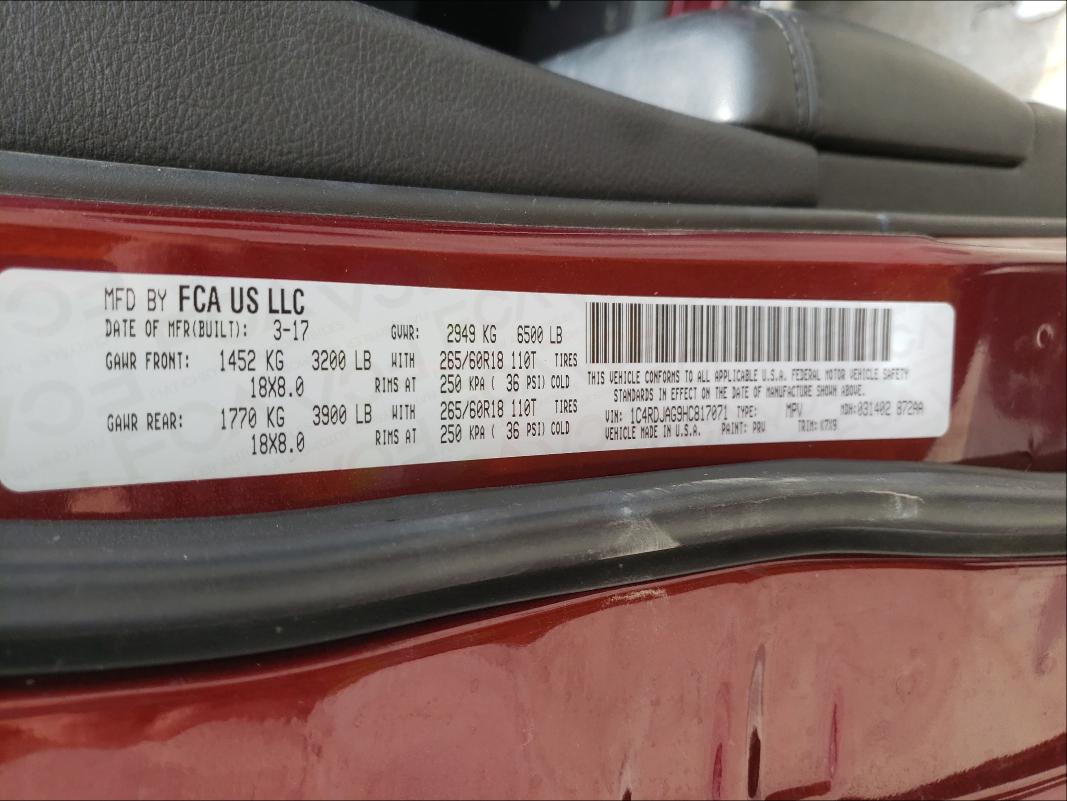 MFD BY FCA US LLC
DATE OF MFR(BUILT): 3-17 GVWR: 2949 KG 6500 LB
GAWR FRONT: 1452 KG 3200 LB WITH 265/60R18 110T TIRES
18X8.0 RIMS AT 250 KPA ( 36 PSI) COLD
GAWR REAR: 1770 KG 3900 LB WITH 265/60R18 110T TIRES
18X8.0 RIMS AT 250 KPA ( 36 PSI) COLD
THIS VEHICLE CONFORMS TO ALL APPLICABLE U.S.A. FEDERAL MOTOR VEHICLE SAFETY
STANDARDS IN EFFECT ON THE DATE OF MANUFACTURE SHOWN ABOVE.
VIN: 1C4RDJAG9HC817071 TYPE: MPV MDH: 031402 872AA
VEHICLE MADE IN U.S.A. PAINT: PRV TRIM: K7X9